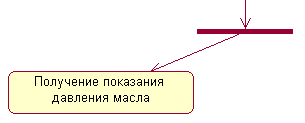 Получение показания
давления масла